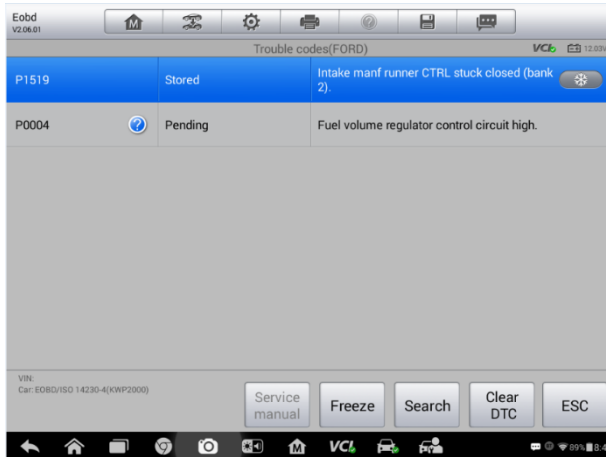 Eobd
V2.06.01
Trouble codes(FORD)
VCI
12.03V
P1519
Stored
Intake manf runner CTRL stuck closed (bank
2).
P0004
?
Pending
Fuel volume regulator control circuit high.
VIN:
Car: EOBD/ISO 14230-4(KWP2000)
Service
manual
Freeze
Search
Clear
DTC
ESC
VCI
89%
8:4